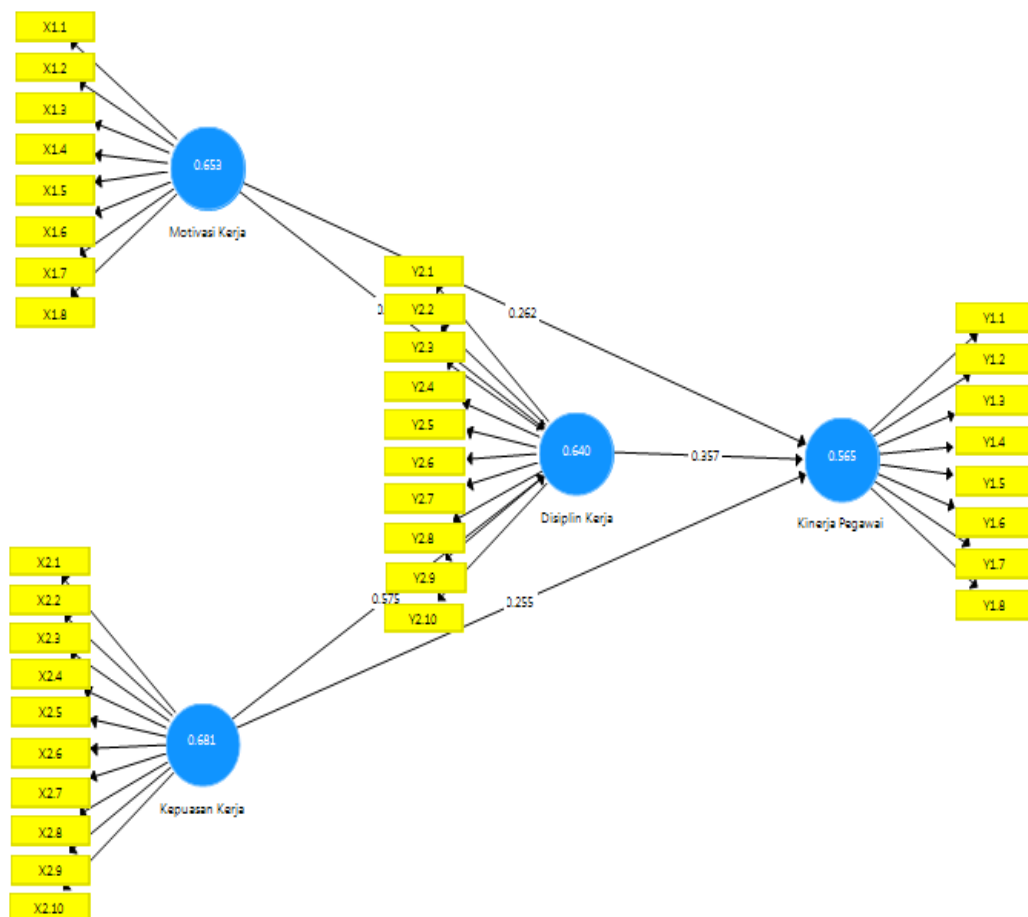 X1.1
X1.2
X1.3
X1.4
X1.5
X1.6
X1.7
X1.8
0.653
Motivasi Kerja
Y2.1
Y2.2
Y2.3
Y2.4
Y2.5
Y2.6
Y2.7
Y2.8
Y2.9
Y2.10
0.262
0.640
Disiplin Kerja
0.357
0.565
Kinerja Pegawai
Y1.1
Y1.2
Y1.3
Y1.4
Y1.5
Y1.6
Y1.7
Y1.8
0.575
0.255
X2.1
X2.2
X2.3
X2.4
X2.5
X2.6
X2.7
X2.8
X2.9
X2.10
0.681
Kepuasan Kerja